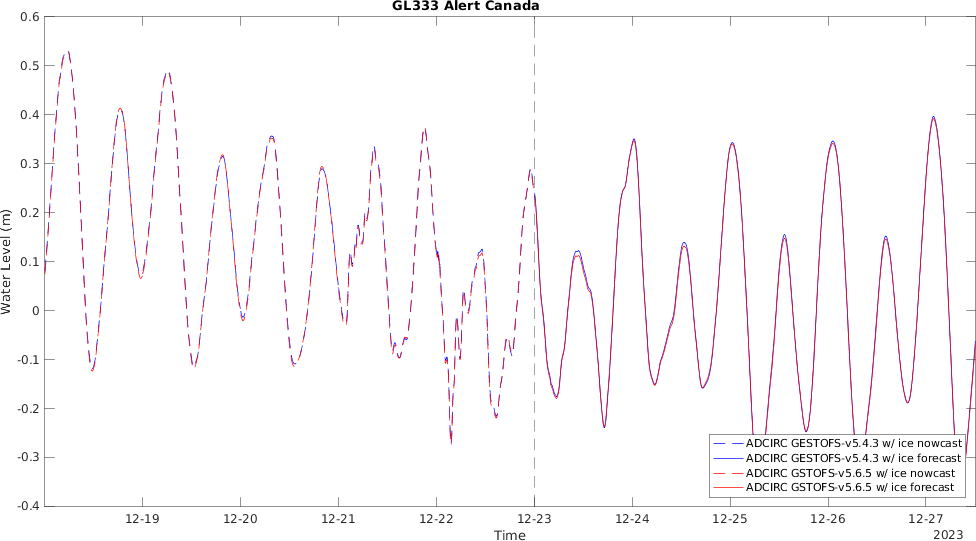 GL333 Alert Canada
0.6
0.5
0.4
0.3
0.2
0.1
0
-0.1
-0.2
-0.3
-0.4
Water Level (m)
ADCIRC GESTOFS-v5.4.3 w/ ice nowcast
ADCIRC GESTOFS-v5.4.3 w/ ice forecast
ADCIRC GSTOFS-v5.6.5 w/ ice nowcast
ADCIRC GSTOFS-v5.6.5 w/ ice forecast
12-19 12-20 12-21 12-22 12-23 12-24 12-25 12-26 12-27
Time
2023